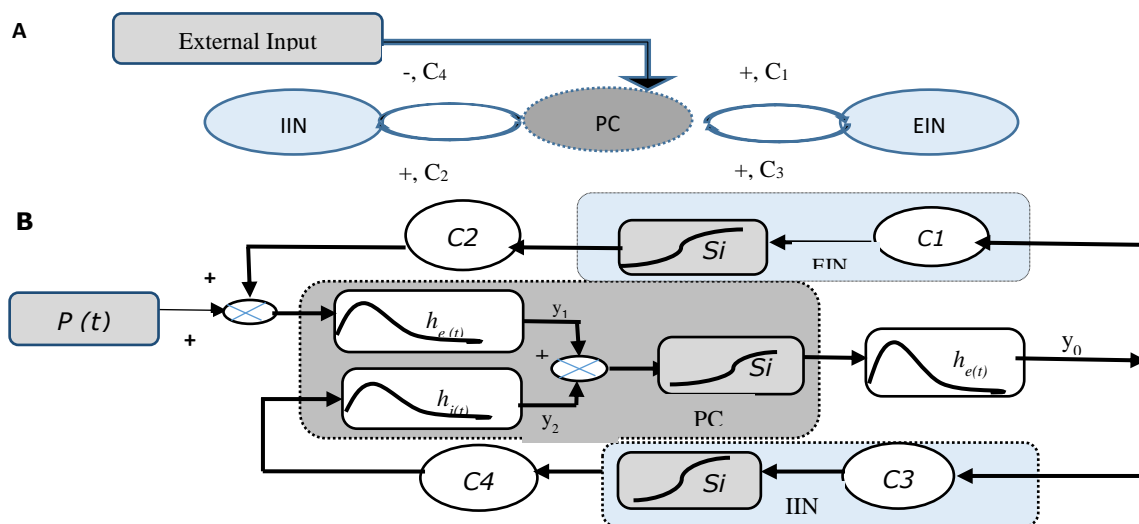 A
External Input
-, C₄
+, C₁
IIN
PC
EIN
+, C₂
+, C₃
B
C2
Si
C1
EIN
+
P (t)
+
hₑ₍ₜ₎
y₁
+
Si
hₑ₍ₜ₎
y₀
hᵢ₍ₜ₎
y₂
PC
C4
Si
C3
IIN